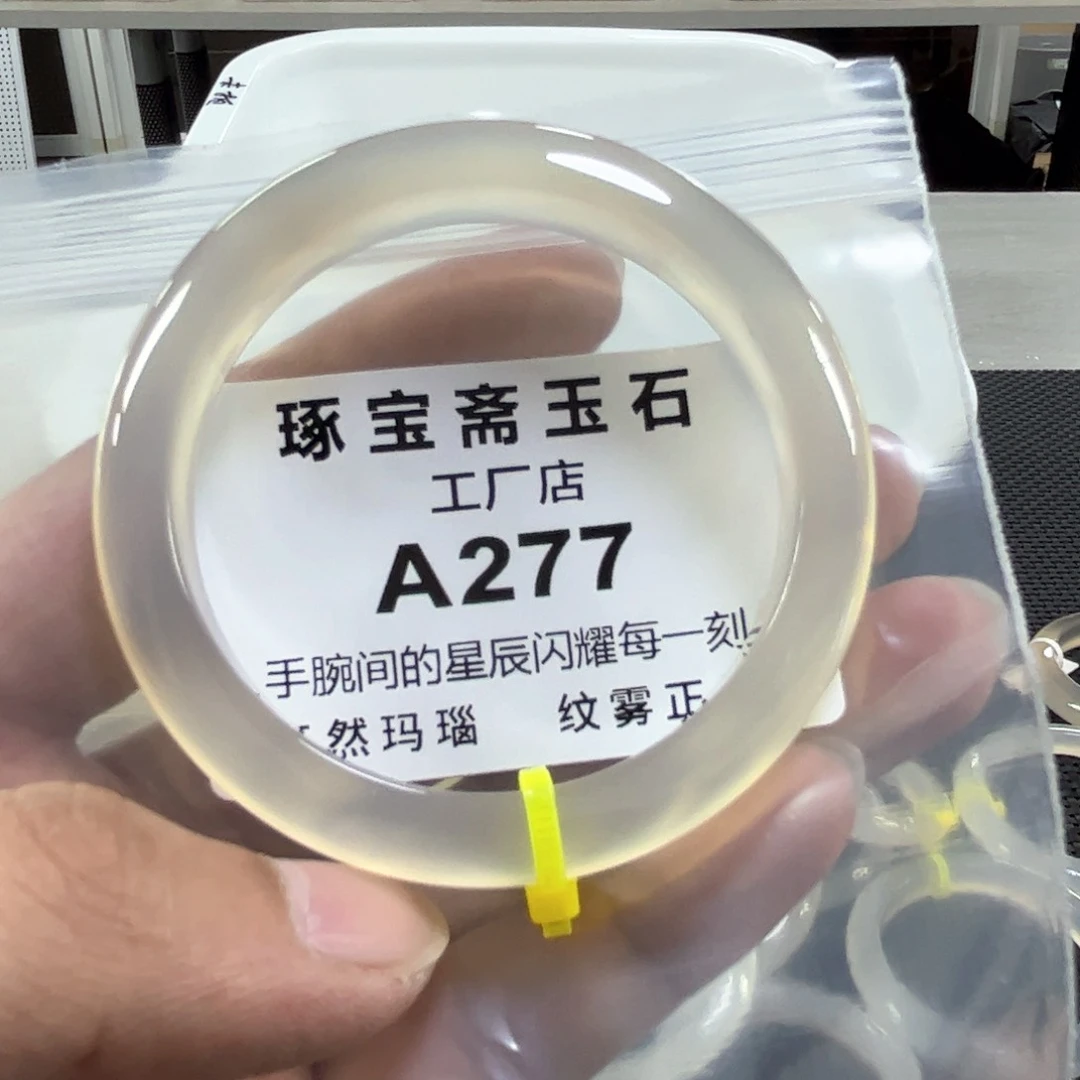 琢宝斋玉石
工厂店
A277
手腕间的星辰闪耀每一刻
然玛瑙 纹雾正